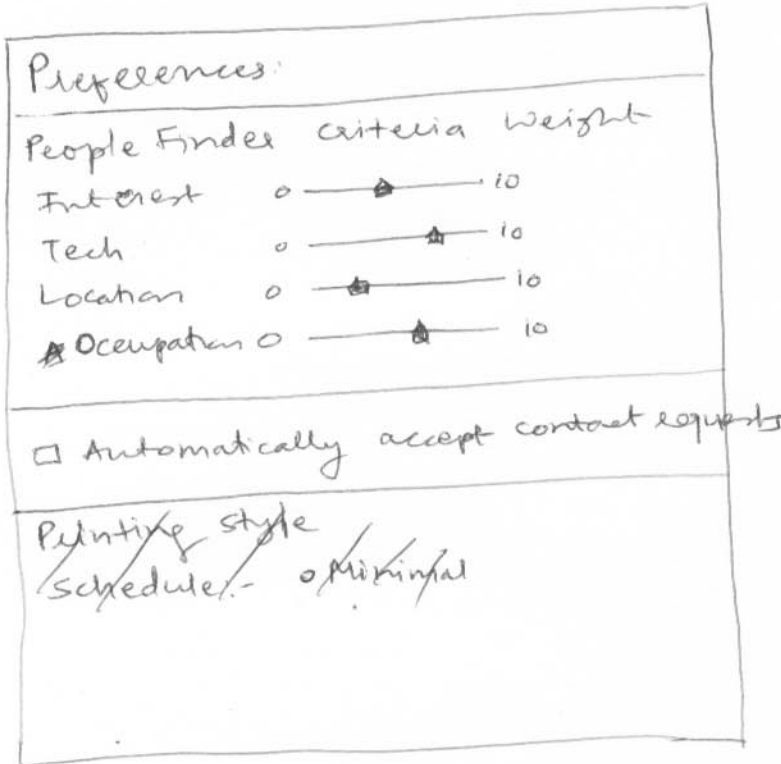 Preferences:
People Finder criteria weight
Interest 0 10
Tech 0 10
Location 0 10
Occupation 0 10
Automatically accept contact requests
Printing style
Schedule:- o Minimal